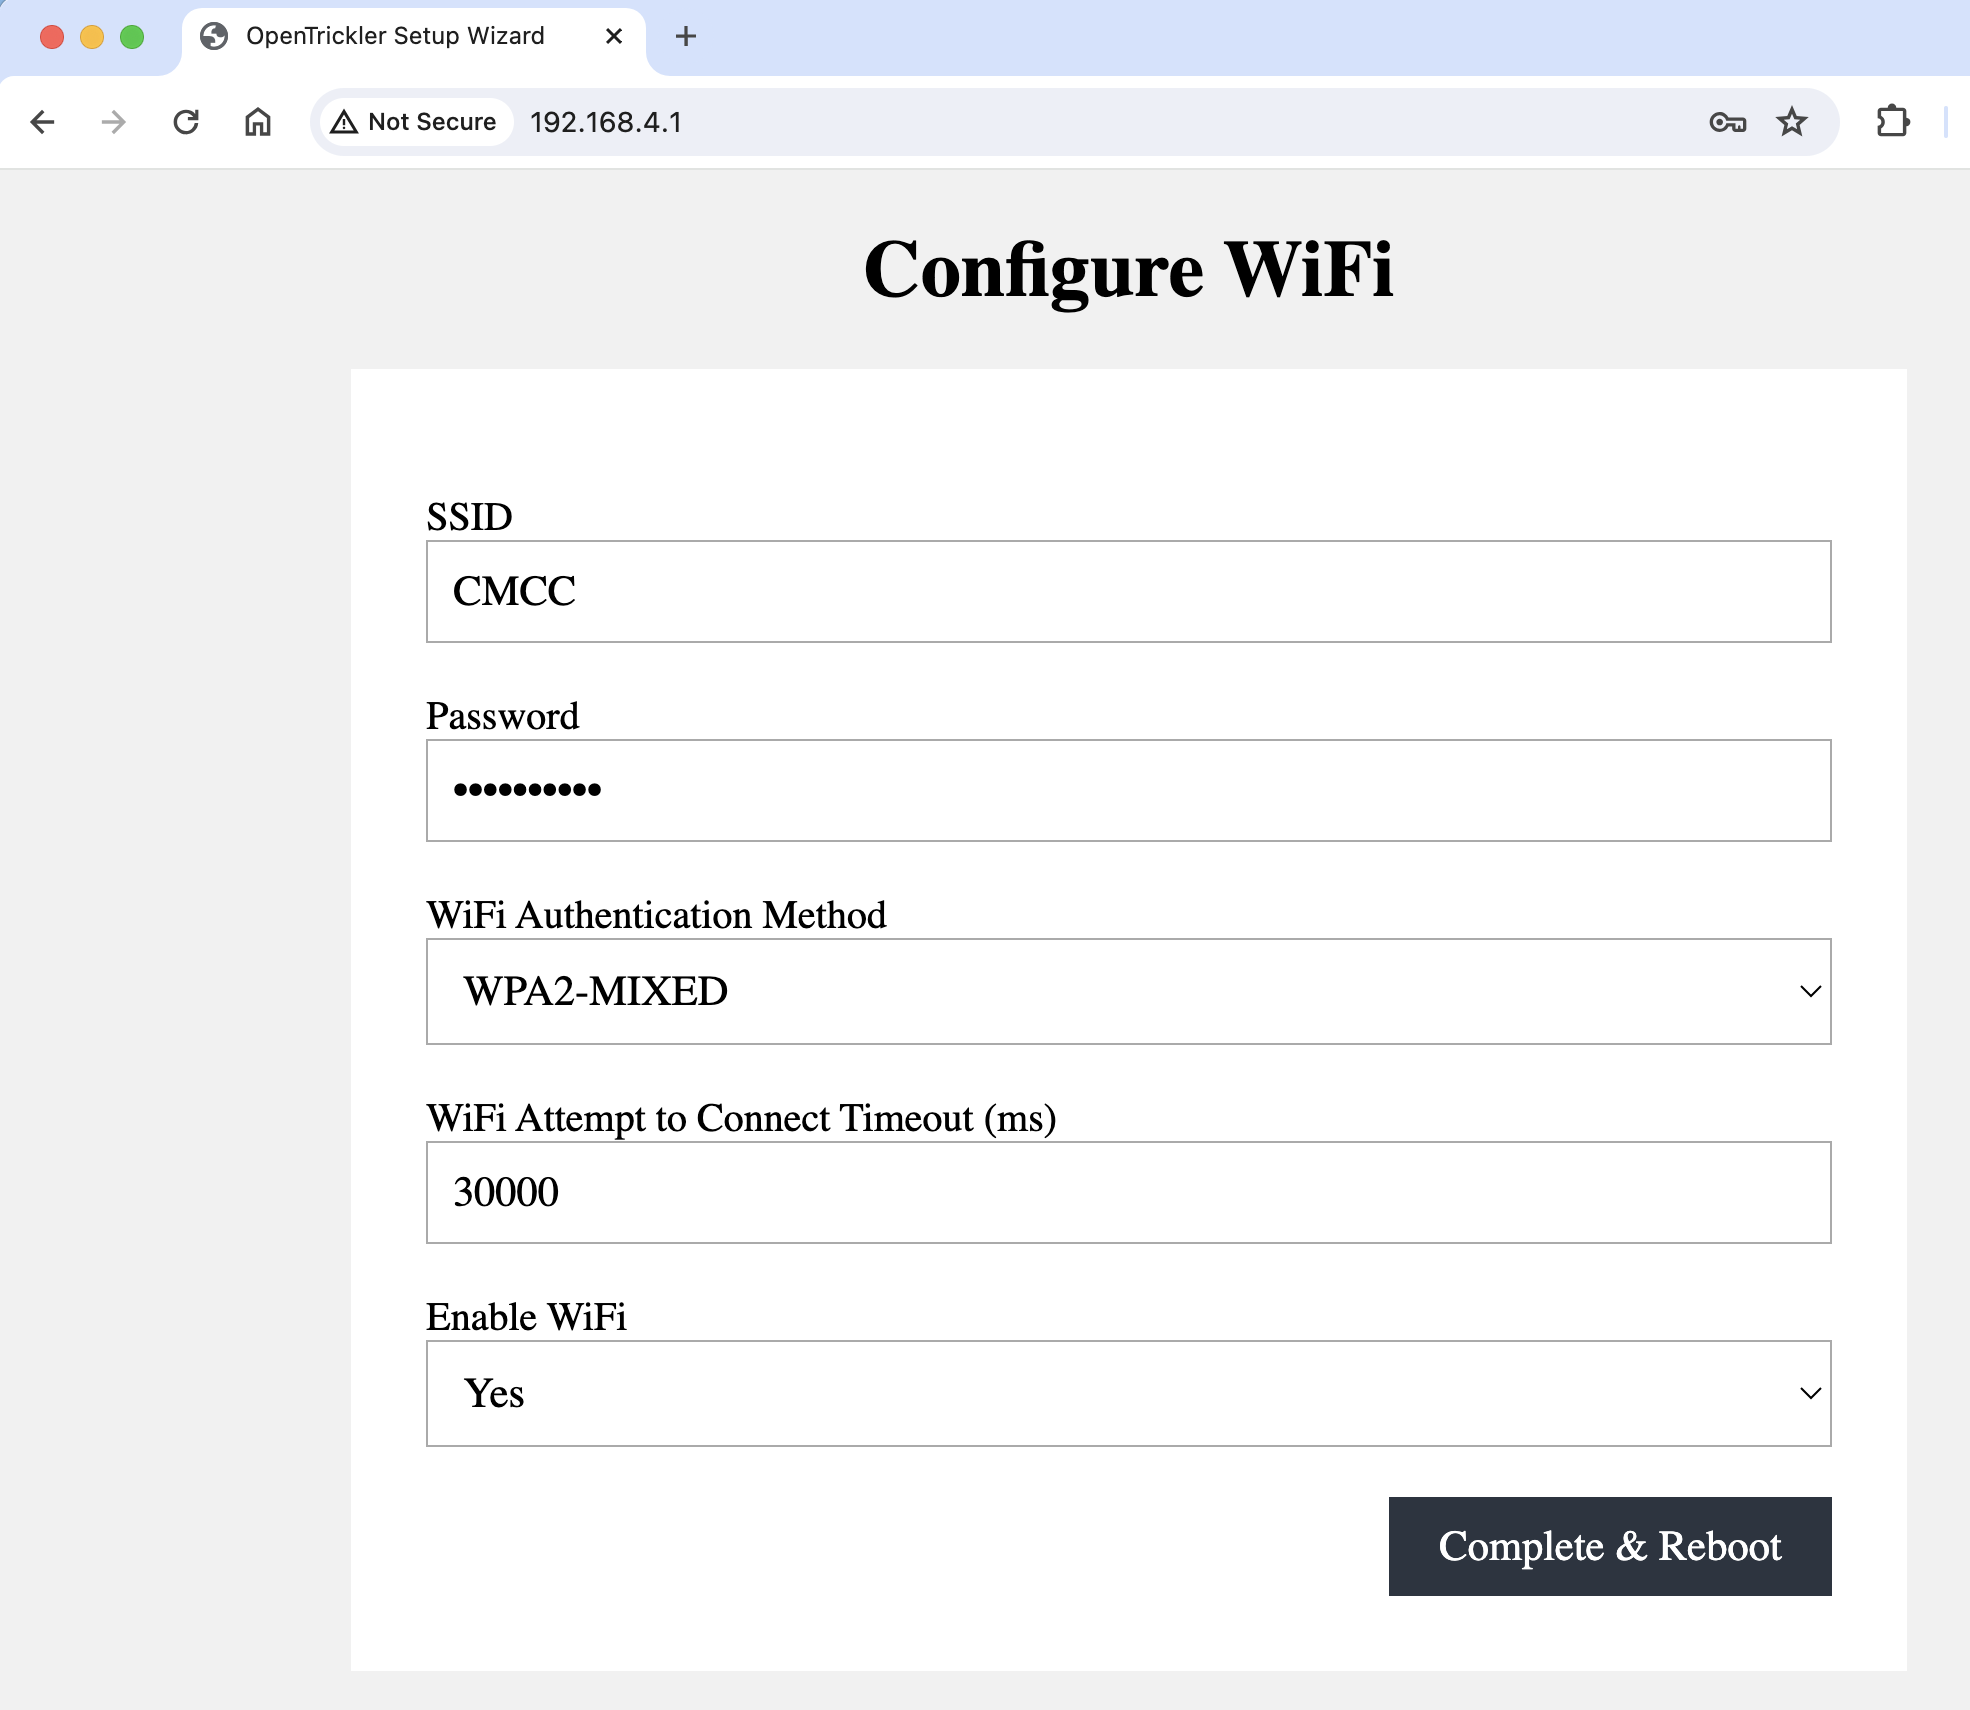 OpenTrickler Setup Wizard
Not Secure 192.168.4.1
Configure WiFi
SSID
CMCC
Password
••••••••••
WiFi Authentication Method
WPA2-MIXED
WiFi Attempt to Connect Timeout (ms)
30000
Enable WiFi
Yes
Complete & Reboot